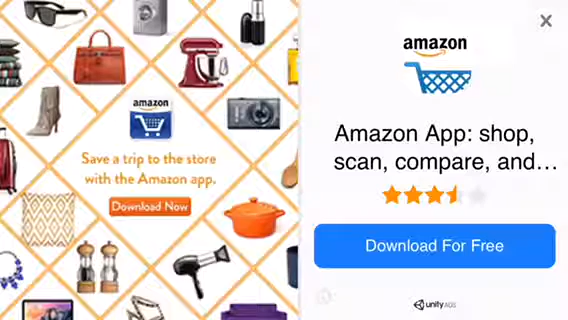 amazon
Save a trip to the store
with the Amazon app.
Download Now
amazon
Amazon App: shop,
scan, compare, and…
Download For Free
unity ADS